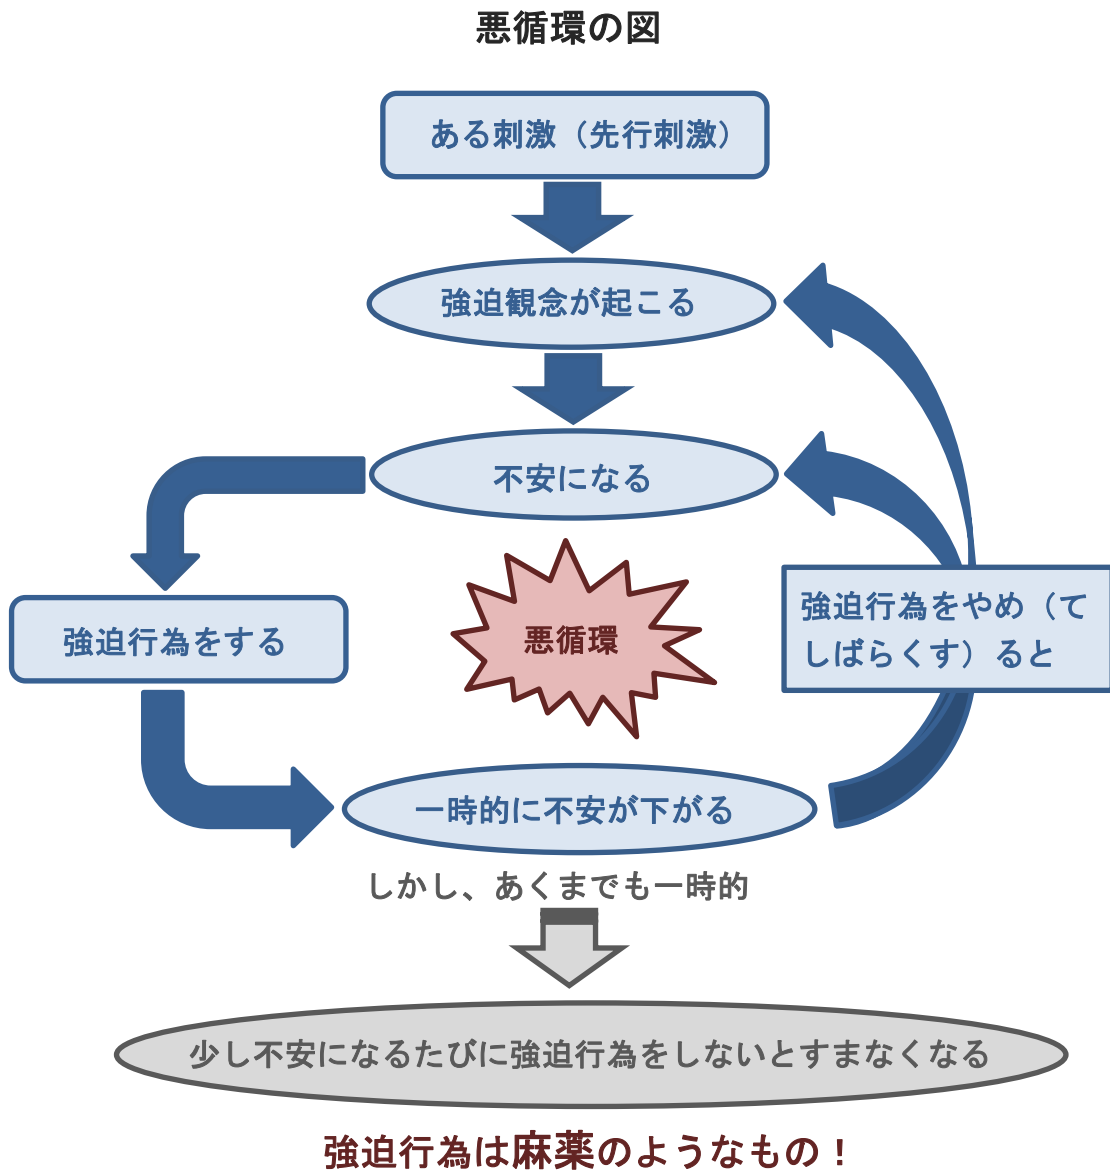 悪循環の図
ある刺激（先行刺激）
強迫観念が起こる
不安になる
強迫行為をやめ（て
しばらくす）ると
強迫行為をする
悪循環
一時的に不安が下がる
しかし、あくまでも一時的
少し不安になるたびに強迫行為をしないとすまなくなる
強迫行為は麻薬のようなもの！